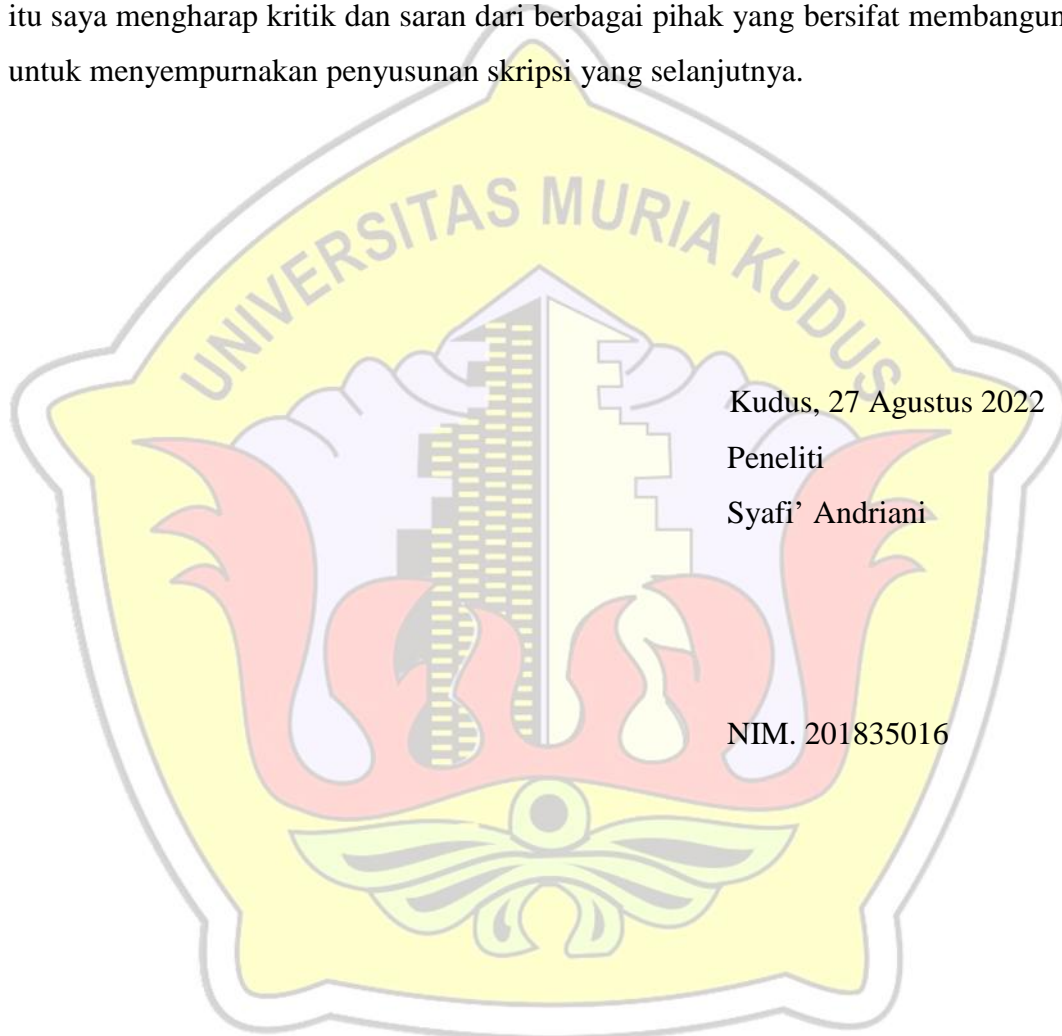 itu saya mengharap kritik dan saran dari berbagai pihak yang bersifat membangun
untuk menyempurnakan penyusunan skripsi yang selanjutnya.
UNIVERSITAS MURIA KUDUS
Kudus, 27 Agustus 2022
Peneliti
Syafi’ Andriani
NIM. 201835016